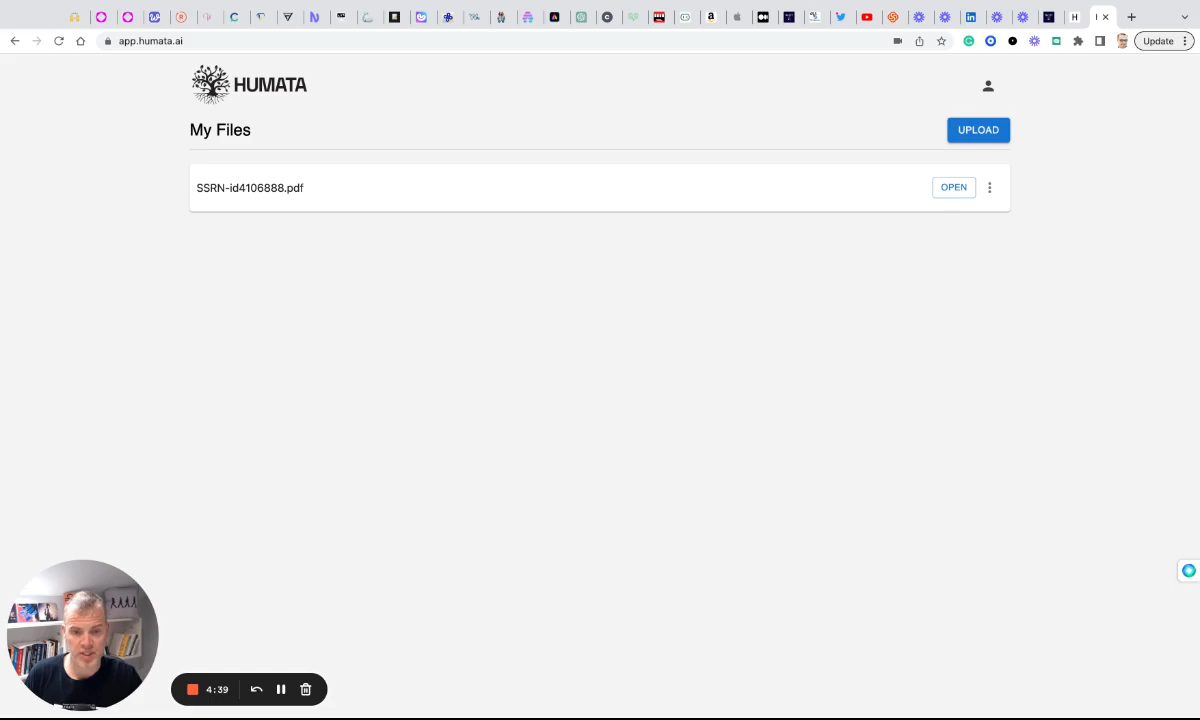 app.humata.ai
Update
HUMATA
My Files
UPLOAD
SSRN-id4106888.pdf
OPEN
4:39